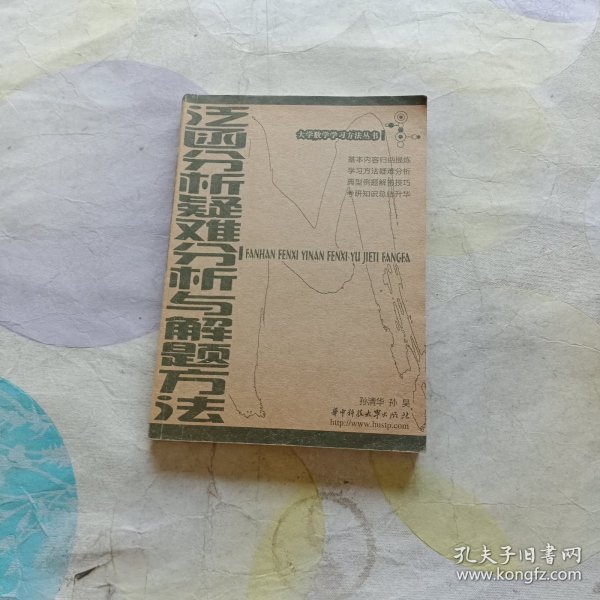 泛函分析疑难分析与解题方法
大学数学学习方法丛书
基本内容归纳提炼
学习方法疑难分析
典型例题解答技巧
考研知识总结升华
FANHAN FENXI YINAN FENXI YU JIETI FANGFA
孙清华 孙昊
华中科技大学出版社
http://www.hustp.com
孔夫子旧书网
www.kongfz.com